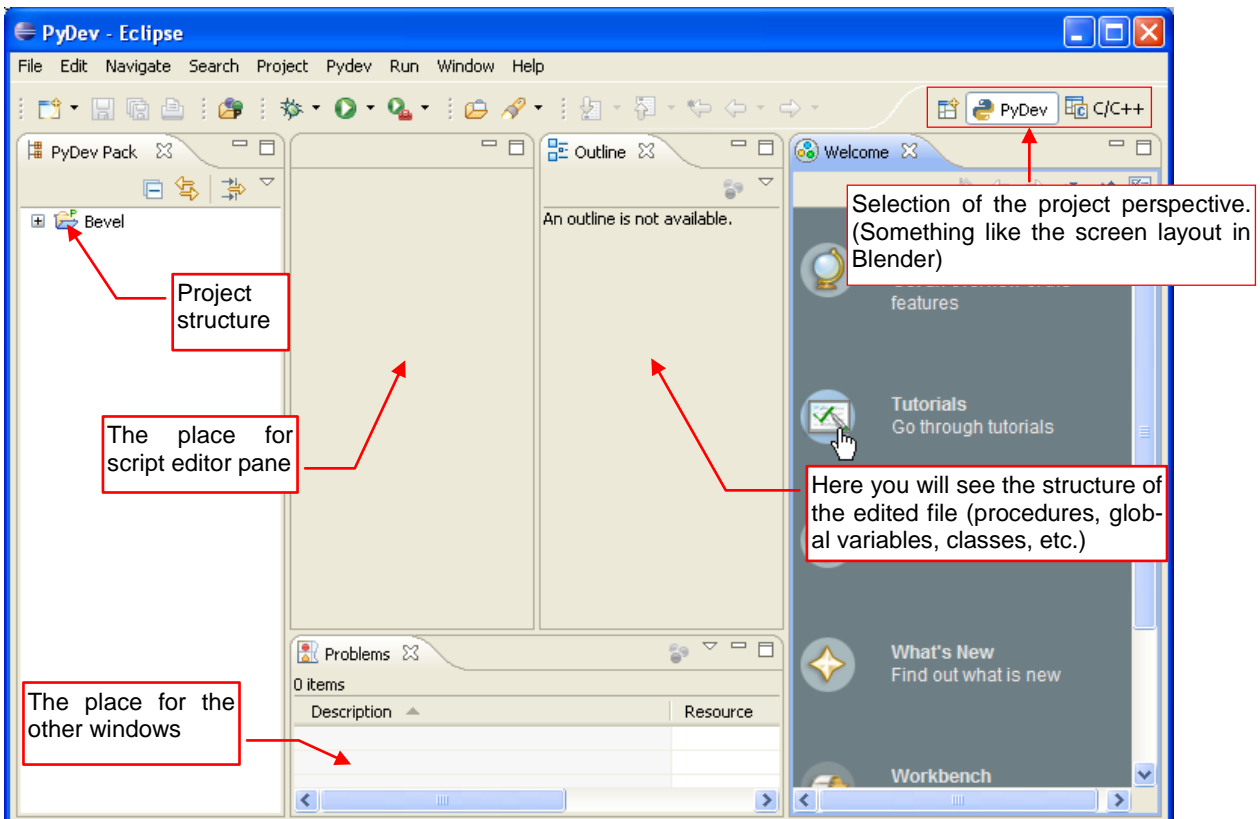 PyDev - Eclipse
File Edit Navigate Search Project Pydev Run Window Help
PyDev
C/C++
PyDev Pack
Outline
Welcome
Bevel
An outline is not available.
Selection of the project perspective.
(Something like the screen layout in
Blender)
features
Project
structure
Tutorials
Go through tutorials
The place for
script editor pane
Here you will see the structure of
the edited file (procedures, glob-
al variables, classes, etc.)
Problems
0 items
Description
Resource
What's New
Find out what is new
The place for the
other windows
Workbench